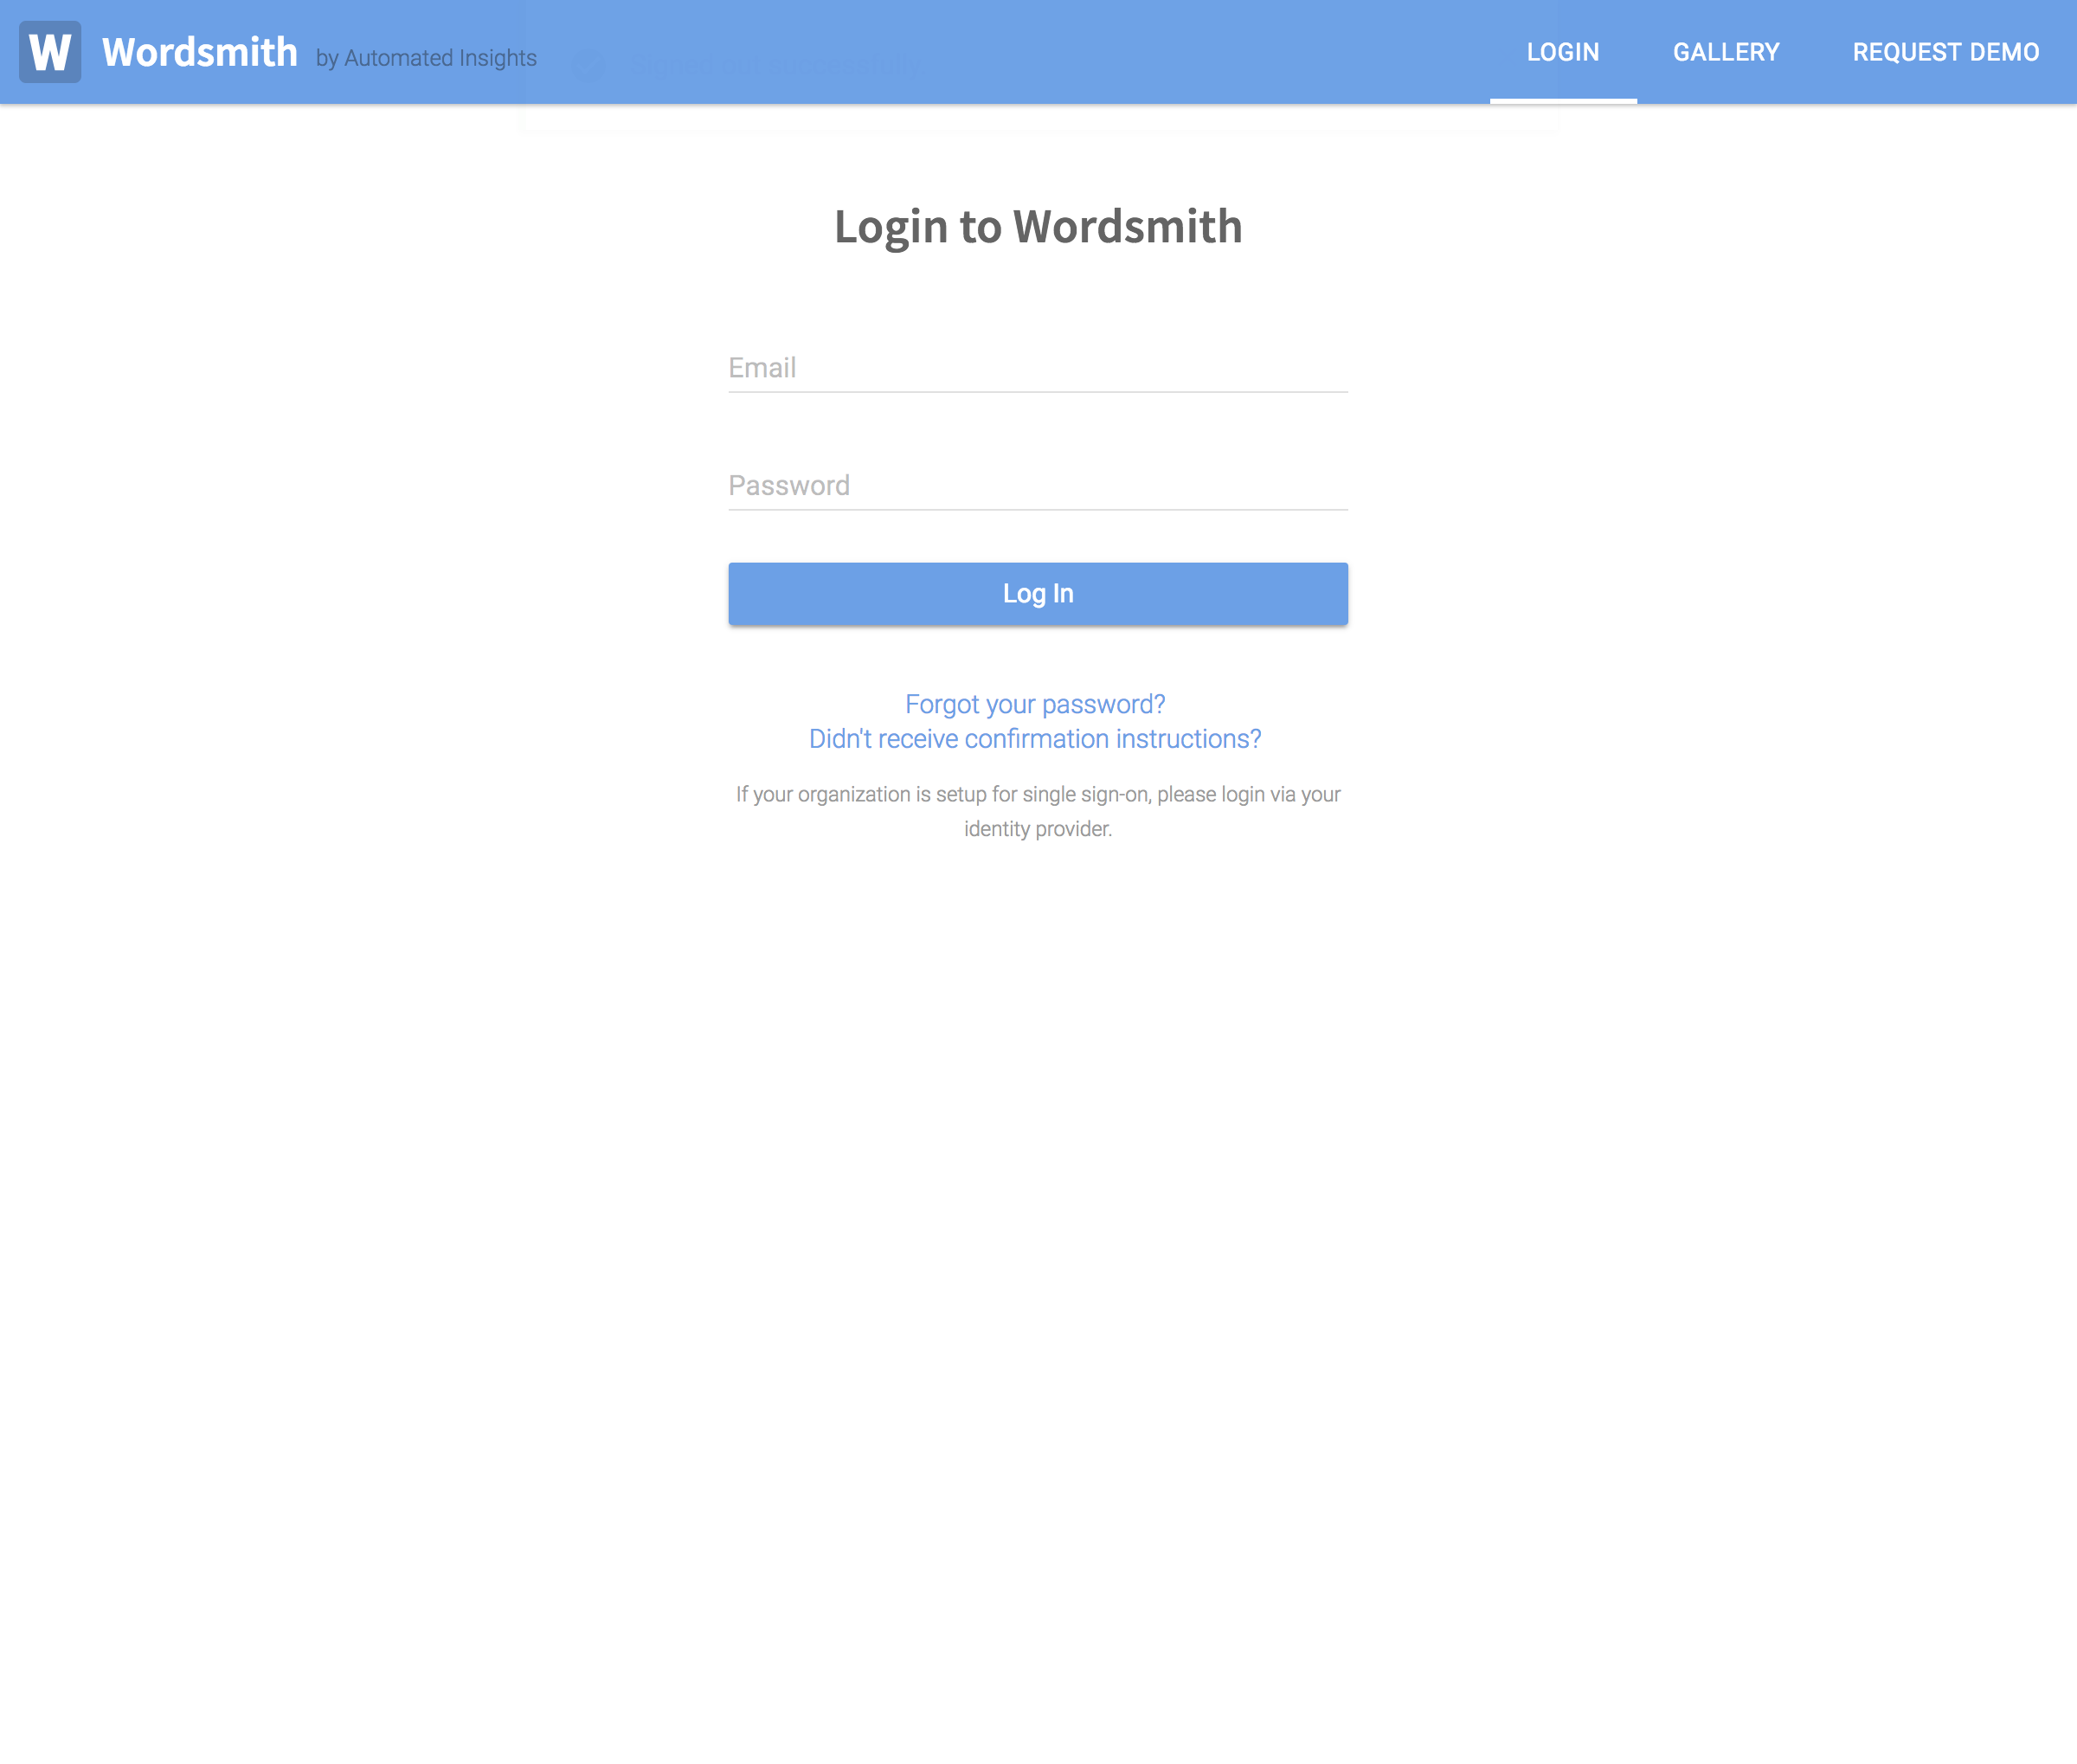 W Wordsmith by Automated Insights
LOGIN GALLERY REQUEST DEMO
Login to Wordsmith
Email
Password
Log In
Forgot your password?
Didn't receive confirmation instructions?
If your organization is setup for single sign-on, please login via your
identity provider.